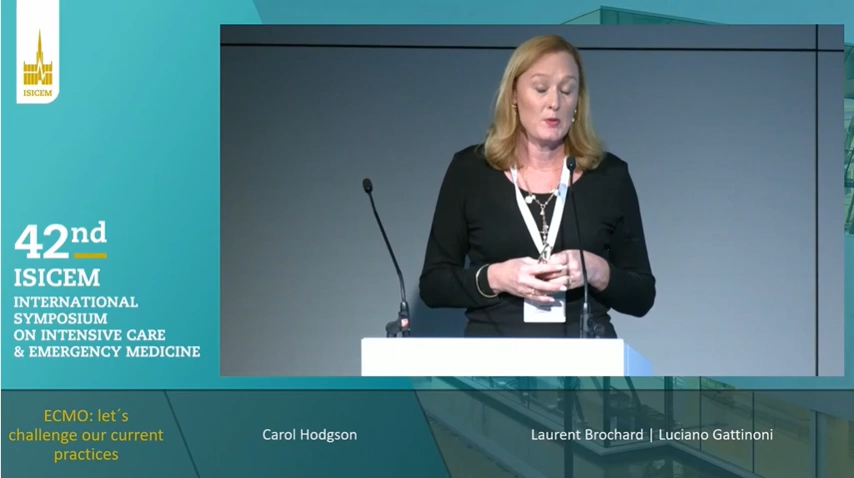 ISICEM
42nd
ISICEM
INTERNATIONAL
SYMPOSIUM
ON INTENSIVE CARE
& EMERGENCY MEDICINE
ECMO: let´s
challenge our current
practices
Carol Hodgson
Laurent Brochard | Luciano Gattinoni